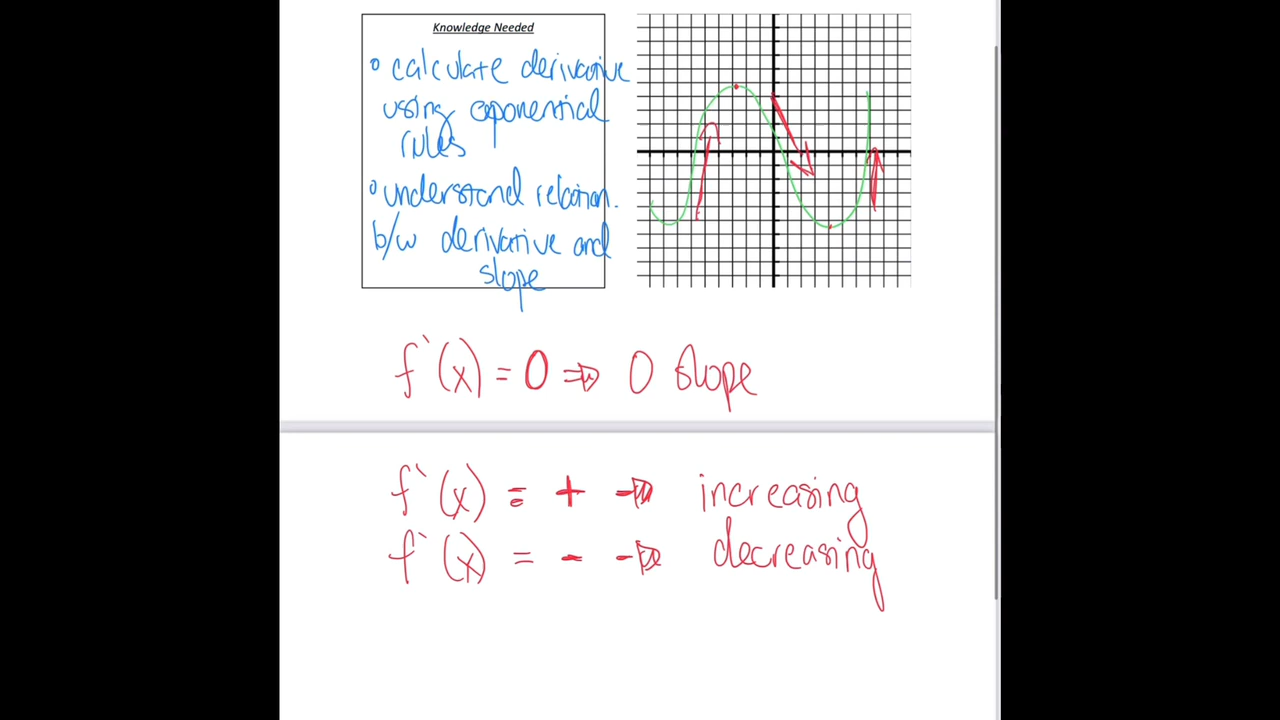 Knowledge Needed
• calculate derivative
using exponential
rules
• understand relation.
b/w derivative and
slope
f'(x) = 0 ⇒ 0 slope
f'(x) = + → increasing
f'(x) = - → decreasing